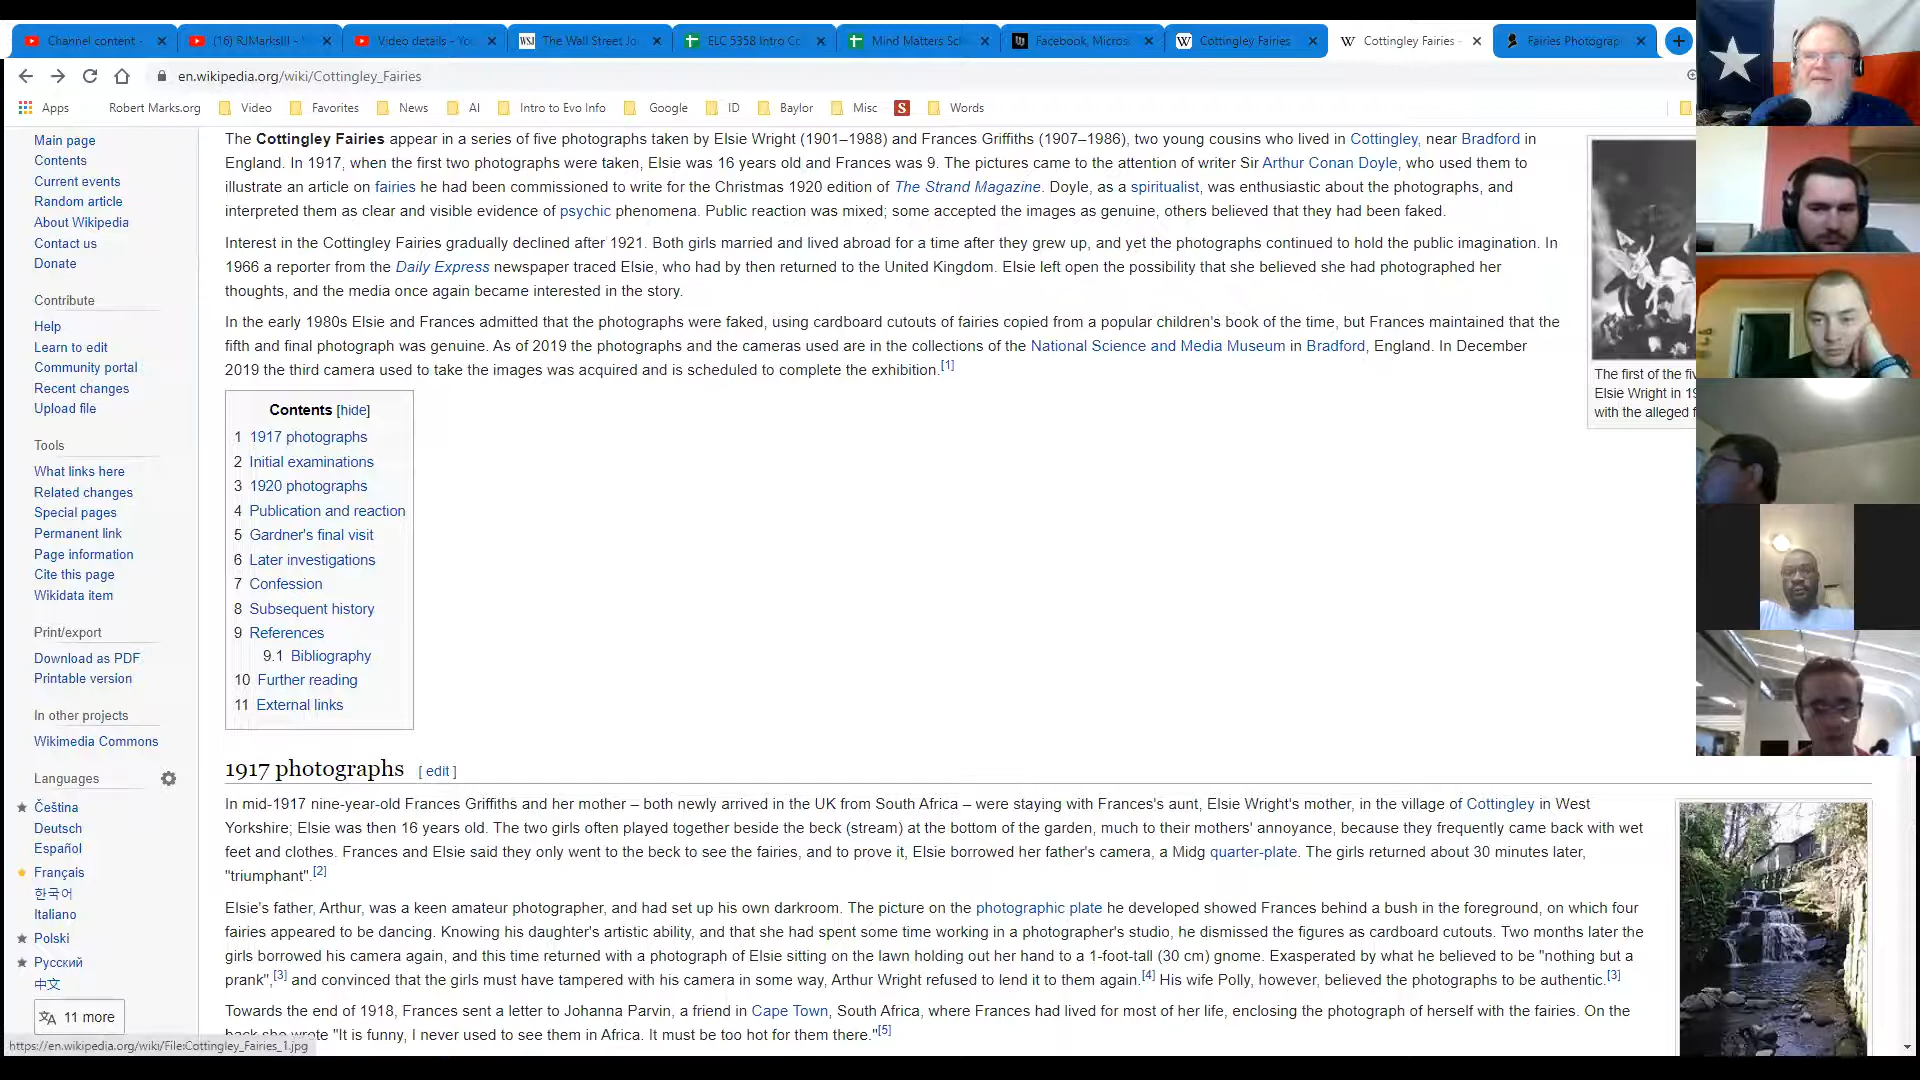 Channel content -
(16) RJMarksIII -
Video details - Yo
WSJ The Wall Street Jo
ELC 5358 Intro Co
Mind Matters Sc
Facebook, Micros
W Cottingley Fairies
W Cottingley Fairies -
Fairies Photograp
en.wikipedia.org/wiki/Cottingley_Fairies
Apps Robert Marks.org Video Favorites News AI Intro to Evo Info Google ID Baylor Misc S Words
Main page
Contents
Current events
Random article
About Wikipedia
Contact us
Donate
Contribute
Help
Learn to edit
Community portal
Recent changes
Upload file
Tools
What links here
Related changes
Special pages
Permanent link
Page information
Cite this page
Wikidata item
Print/export
Download as PDF
Printable version
In other projects
Wikimedia Commons
Languages
Čeština
Deutsch
Español
Français
한국어
Italiano
Polski
Русский
中文
11 more
The Cottingley Fairies appear in a series of five photographs taken by Elsie Wright (1901–1988) and Frances Griffiths (1907–1986), two young cousins who lived in Cottingley, near Bradford in
England. In 1917, when the first two photographs were taken, Elsie was 16 years old and Frances was 9. The pictures came to the attention of writer Sir Arthur Conan Doyle, who used them to
illustrate an article on fairies he had been commissioned to write for the Christmas 1920 edition of The Strand Magazine. Doyle, as a spiritualist, was enthusiastic about the photographs, and
interpreted them as clear and visible evidence of psychic phenomena. Public reaction was mixed; some accepted the images as genuine, others believed that they had been faked.
Interest in the Cottingley Fairies gradually declined after 1921. Both girls married and lived abroad for a time after they grew up, and yet the photographs continued to hold the public imagination. In
1966 a reporter from the Daily Express newspaper traced Elsie, who had by then returned to the United Kingdom. Elsie left open the possibility that she believed she had photographed her
thoughts, and the media once again became interested in the story.
In the early 1980s Elsie and Frances admitted that the photographs were faked, using cardboard cutouts of fairies copied from a popular children's book of the time, but Frances maintained that the
fifth and final photograph was genuine. As of 2019 the photographs and the cameras used are in the collections of the National Science and Media Museum in Bradford, England. In December
2019 the third camera used to take the images was acquired and is scheduled to complete the exhibition.[1]
The first of the fi
Elsie Wright in 19
with the alleged f
Contents [hide]
1 1917 photographs
2 Initial examinations
3 1920 photographs
4 Publication and reaction
5 Gardner's final visit
6 Later investigations
7 Confession
8 Subsequent history
9 References
9.1 Bibliography
10 Further reading
11 External links
1917 photographs [ edit ]
In mid-1917 nine-year-old Frances Griffiths and her mother – both newly arrived in the UK from South Africa – were staying with Frances's aunt, Elsie Wright's mother, in the village of Cottingley in West
Yorkshire; Elsie was then 16 years old. The two girls often played together beside the beck (stream) at the bottom of the garden, much to their mothers' annoyance, because they frequently came back with wet
feet and clothes. Frances and Elsie said they only went to the beck to see the fairies, and to prove it, Elsie borrowed her father's camera, a Midg quarter-plate. The girls returned about 30 minutes later,
"triumphant".[2]
Elsie's father, Arthur, was a keen amateur photographer, and had set up his own darkroom. The picture on the photographic plate he developed showed Frances behind a bush in the foreground, on which four
fairies appeared to be dancing. Knowing his daughter's artistic ability, and that she had spent some time working in a photographer's studio, he dismissed the figures as cardboard cutouts. Two months later the
girls borrowed his camera again, and this time returned with a photograph of Elsie sitting on the lawn holding out her hand to a 1-foot-tall (30 cm) gnome. Exasperated by what he believed to be "nothing but a
prank",[3] and convinced that the girls must have tampered with his camera in some way, Arthur Wright refused to lend it to them again.[4] His wife Polly, however, believed the photographs to be authentic.[3]
Towards the end of 1918, Frances sent a letter to Johanna Parvin, a friend in Cape Town, South Africa, where Frances had lived for most of her life, enclosing the photograph of herself with the fairies. On the
back she wrote "It is funny, I never used to see them in Africa. It must be too hot for them there."[5]
https://en.wikipedia.org/wiki/File:Cottingley_Fairies_1.jpg